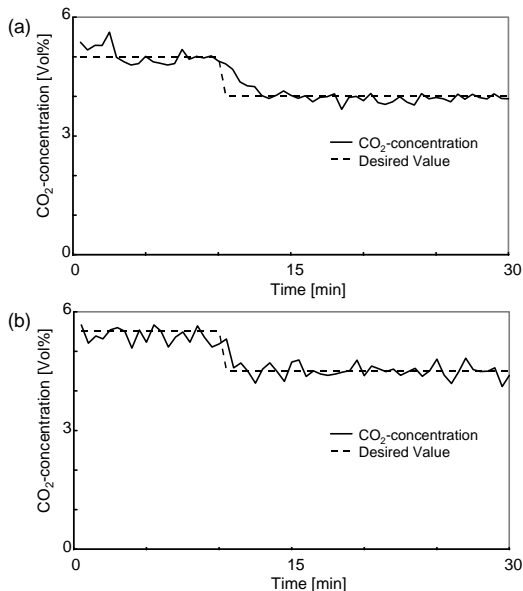 (a)
6
3
0
CO₂-concentration [Vol%]
CO₂-concentration
Desired Value
0 15 30
Time [min]
(b)
6
3
0
CO₂-concentration [Vol%]
CO₂-concentration
Desired Value
0 15 30
Time [min]